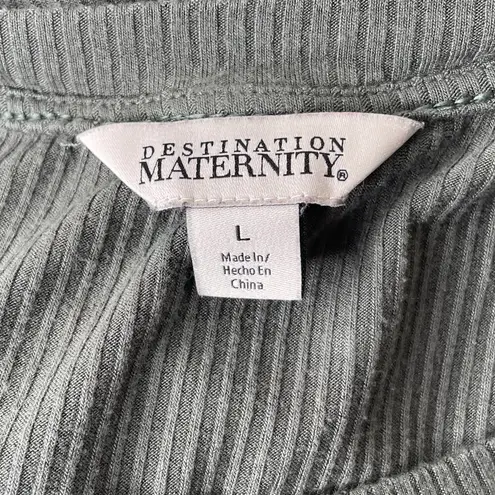 DESTINATION
MATERNITY®
L
Made In/
Hecho En
China